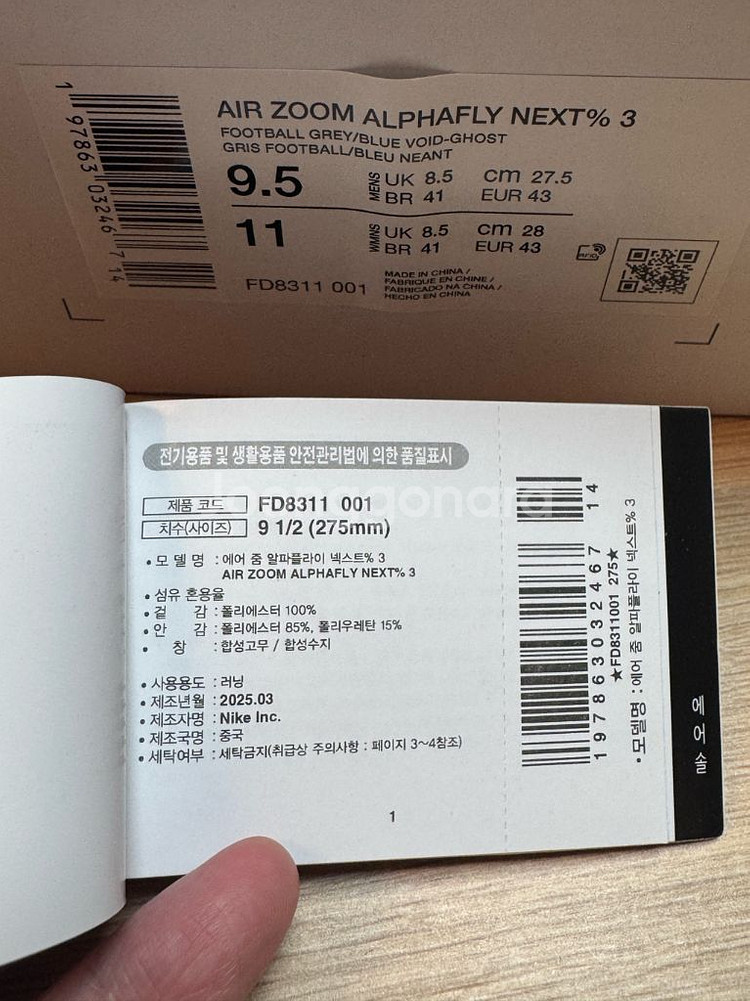 AIR ZOOM ALPHAFLY NEXT% 3
FOOTBALL GREY/BLUE VOID-GHOST
GRIS FOOTBALL/BLEU NEANT
9.5 MENS UK 8.5 cm 27.5
BR 41 EUR 43
11 WMNS UK 8.5 cm 28
BR 41 EUR 43
FD8311 001
MADE IN CHINA /
FABRIQUE EN CHINE /
FABRICADO NA CHINA /
HECHO EN CHINA
RFID
1 97863 03246 7 14
전기용품 및 생활용품 안전관리법에 의한 품질표시
제품 코드 FD8311 001
치수(사이즈) 9 1/2 (275mm)
• 모 델 명 : 에어 줌 알파플라이 넥스트% 3
AIR ZOOM ALPHAFLY NEXT% 3
• 섬유 혼용율
• 겉 감 : 폴리에스터 100%
• 안 감 : 폴리에스터 85%, 폴리우레탄 15%
• 창 : 합성고무 / 합성수지
• 사용용도 : 러닝
• 제조년월 : 2025.03
• 제조자명 : Nike Inc.
• 제조국명 : 중국
• 세탁여부 : 세탁금지(취급상 주의사항 : 페이지 3~4참조)
1
1 97863032467 14
★FD8311001 275★
• 모델명 : 에어 줌 알파플라이 넥스트% 3
에어솔